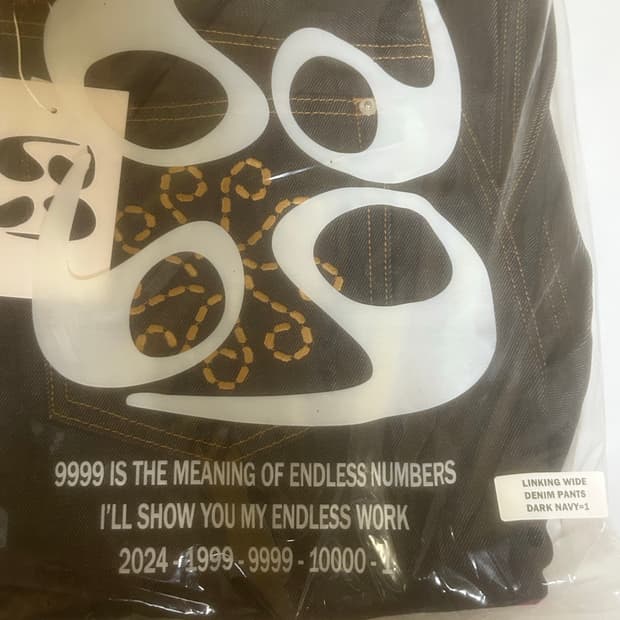 9999 IS THE MEANING OF ENDLESS NUMBERS
I'LL SHOW YOU MY ENDLESS WORK
2024 - 1999 - 9999 - 10000 - 1
LINKING WIDE
DENIM PANTS
DARK NAVY=1